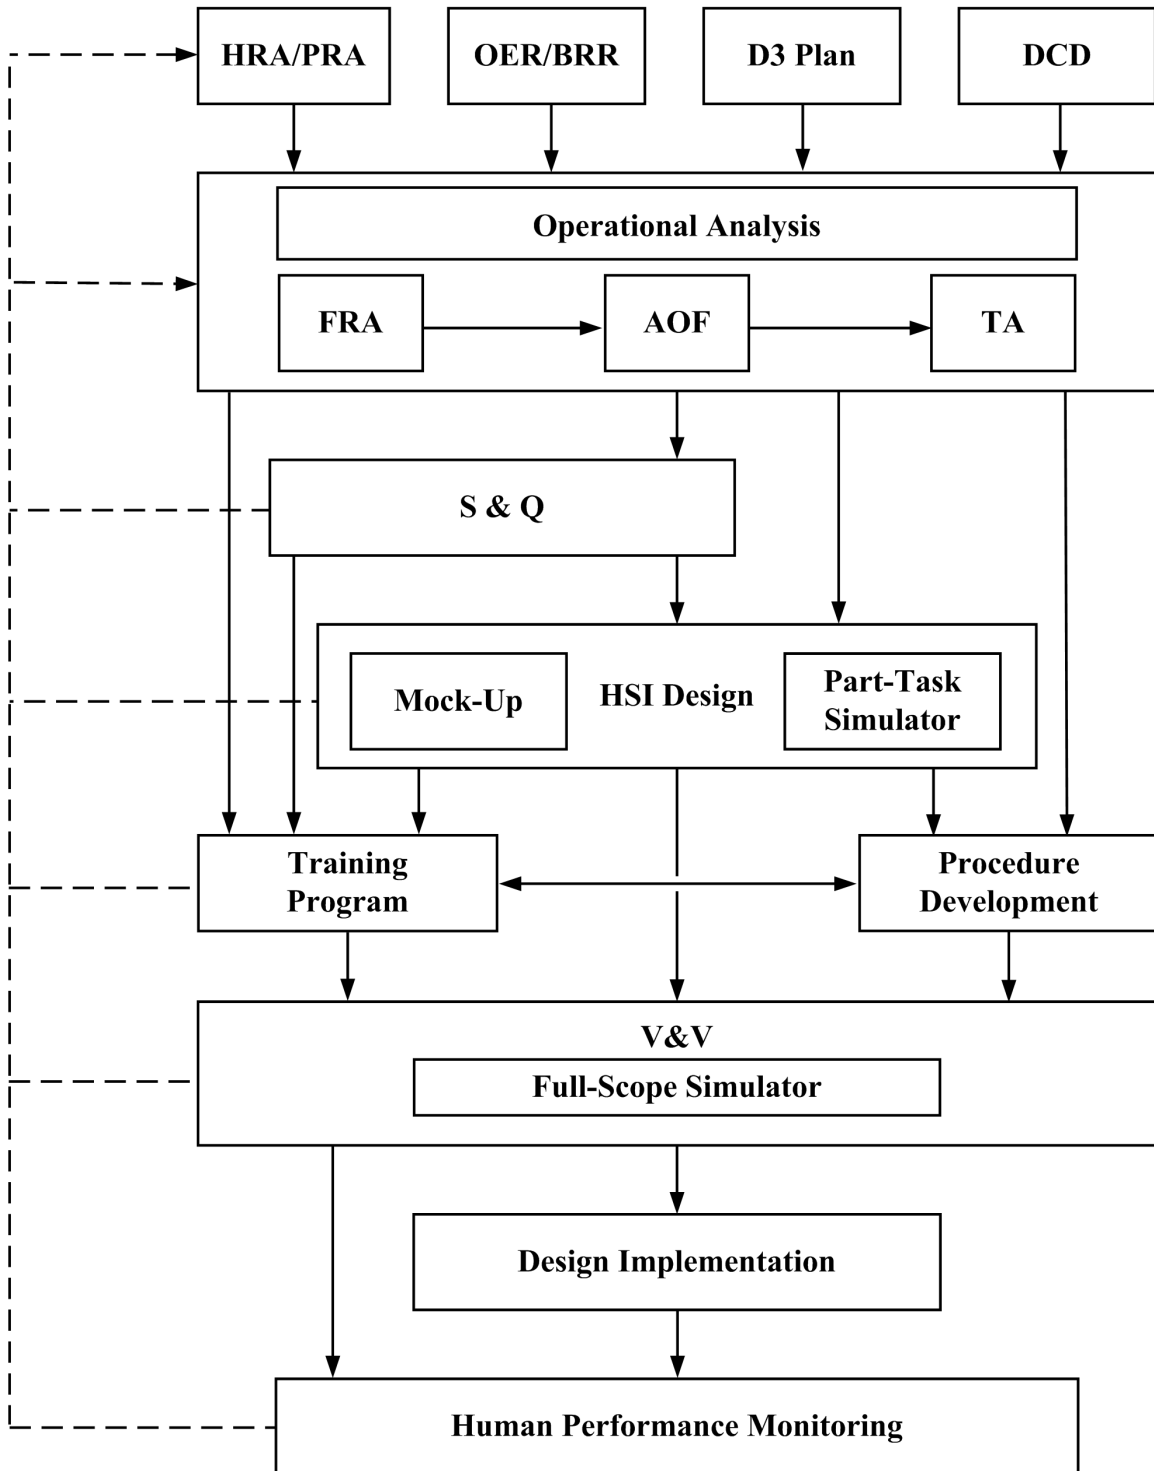 HRA/PRA
OER/BRR
D3 Plan
DCD
Operational Analysis
FRA
AOF
TA
S & Q
Mock-Up
HSI Design
Part-Task
Simulator
Training
Program
Procedure
Development
V&V
Full-Scope Simulator
Design Implementation
Human Performance Monitoring